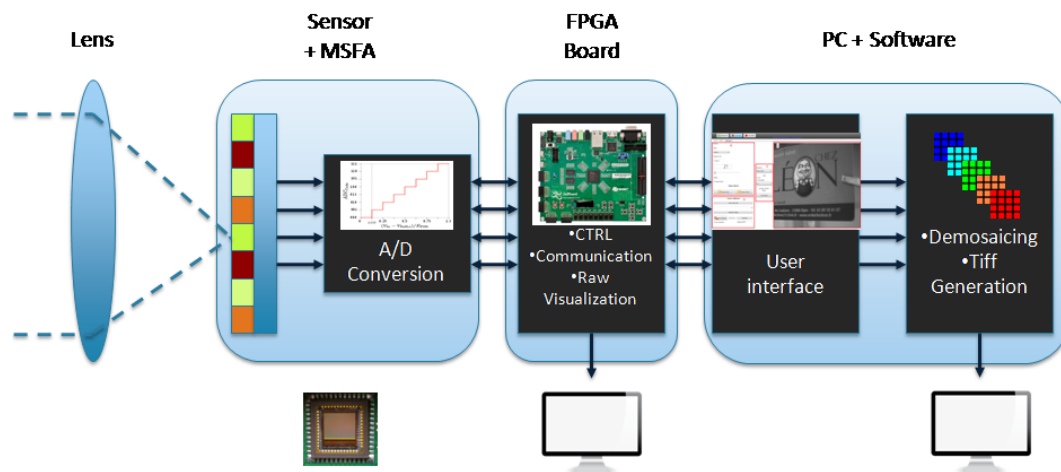 Lens
Sensor
+ MSFA
FPGA
Board
PC + Software
A/D
Conversion
•CTRL
•Communication
•Raw
Visualization
User
interface
•Demosaicing
•Tiff
Generation